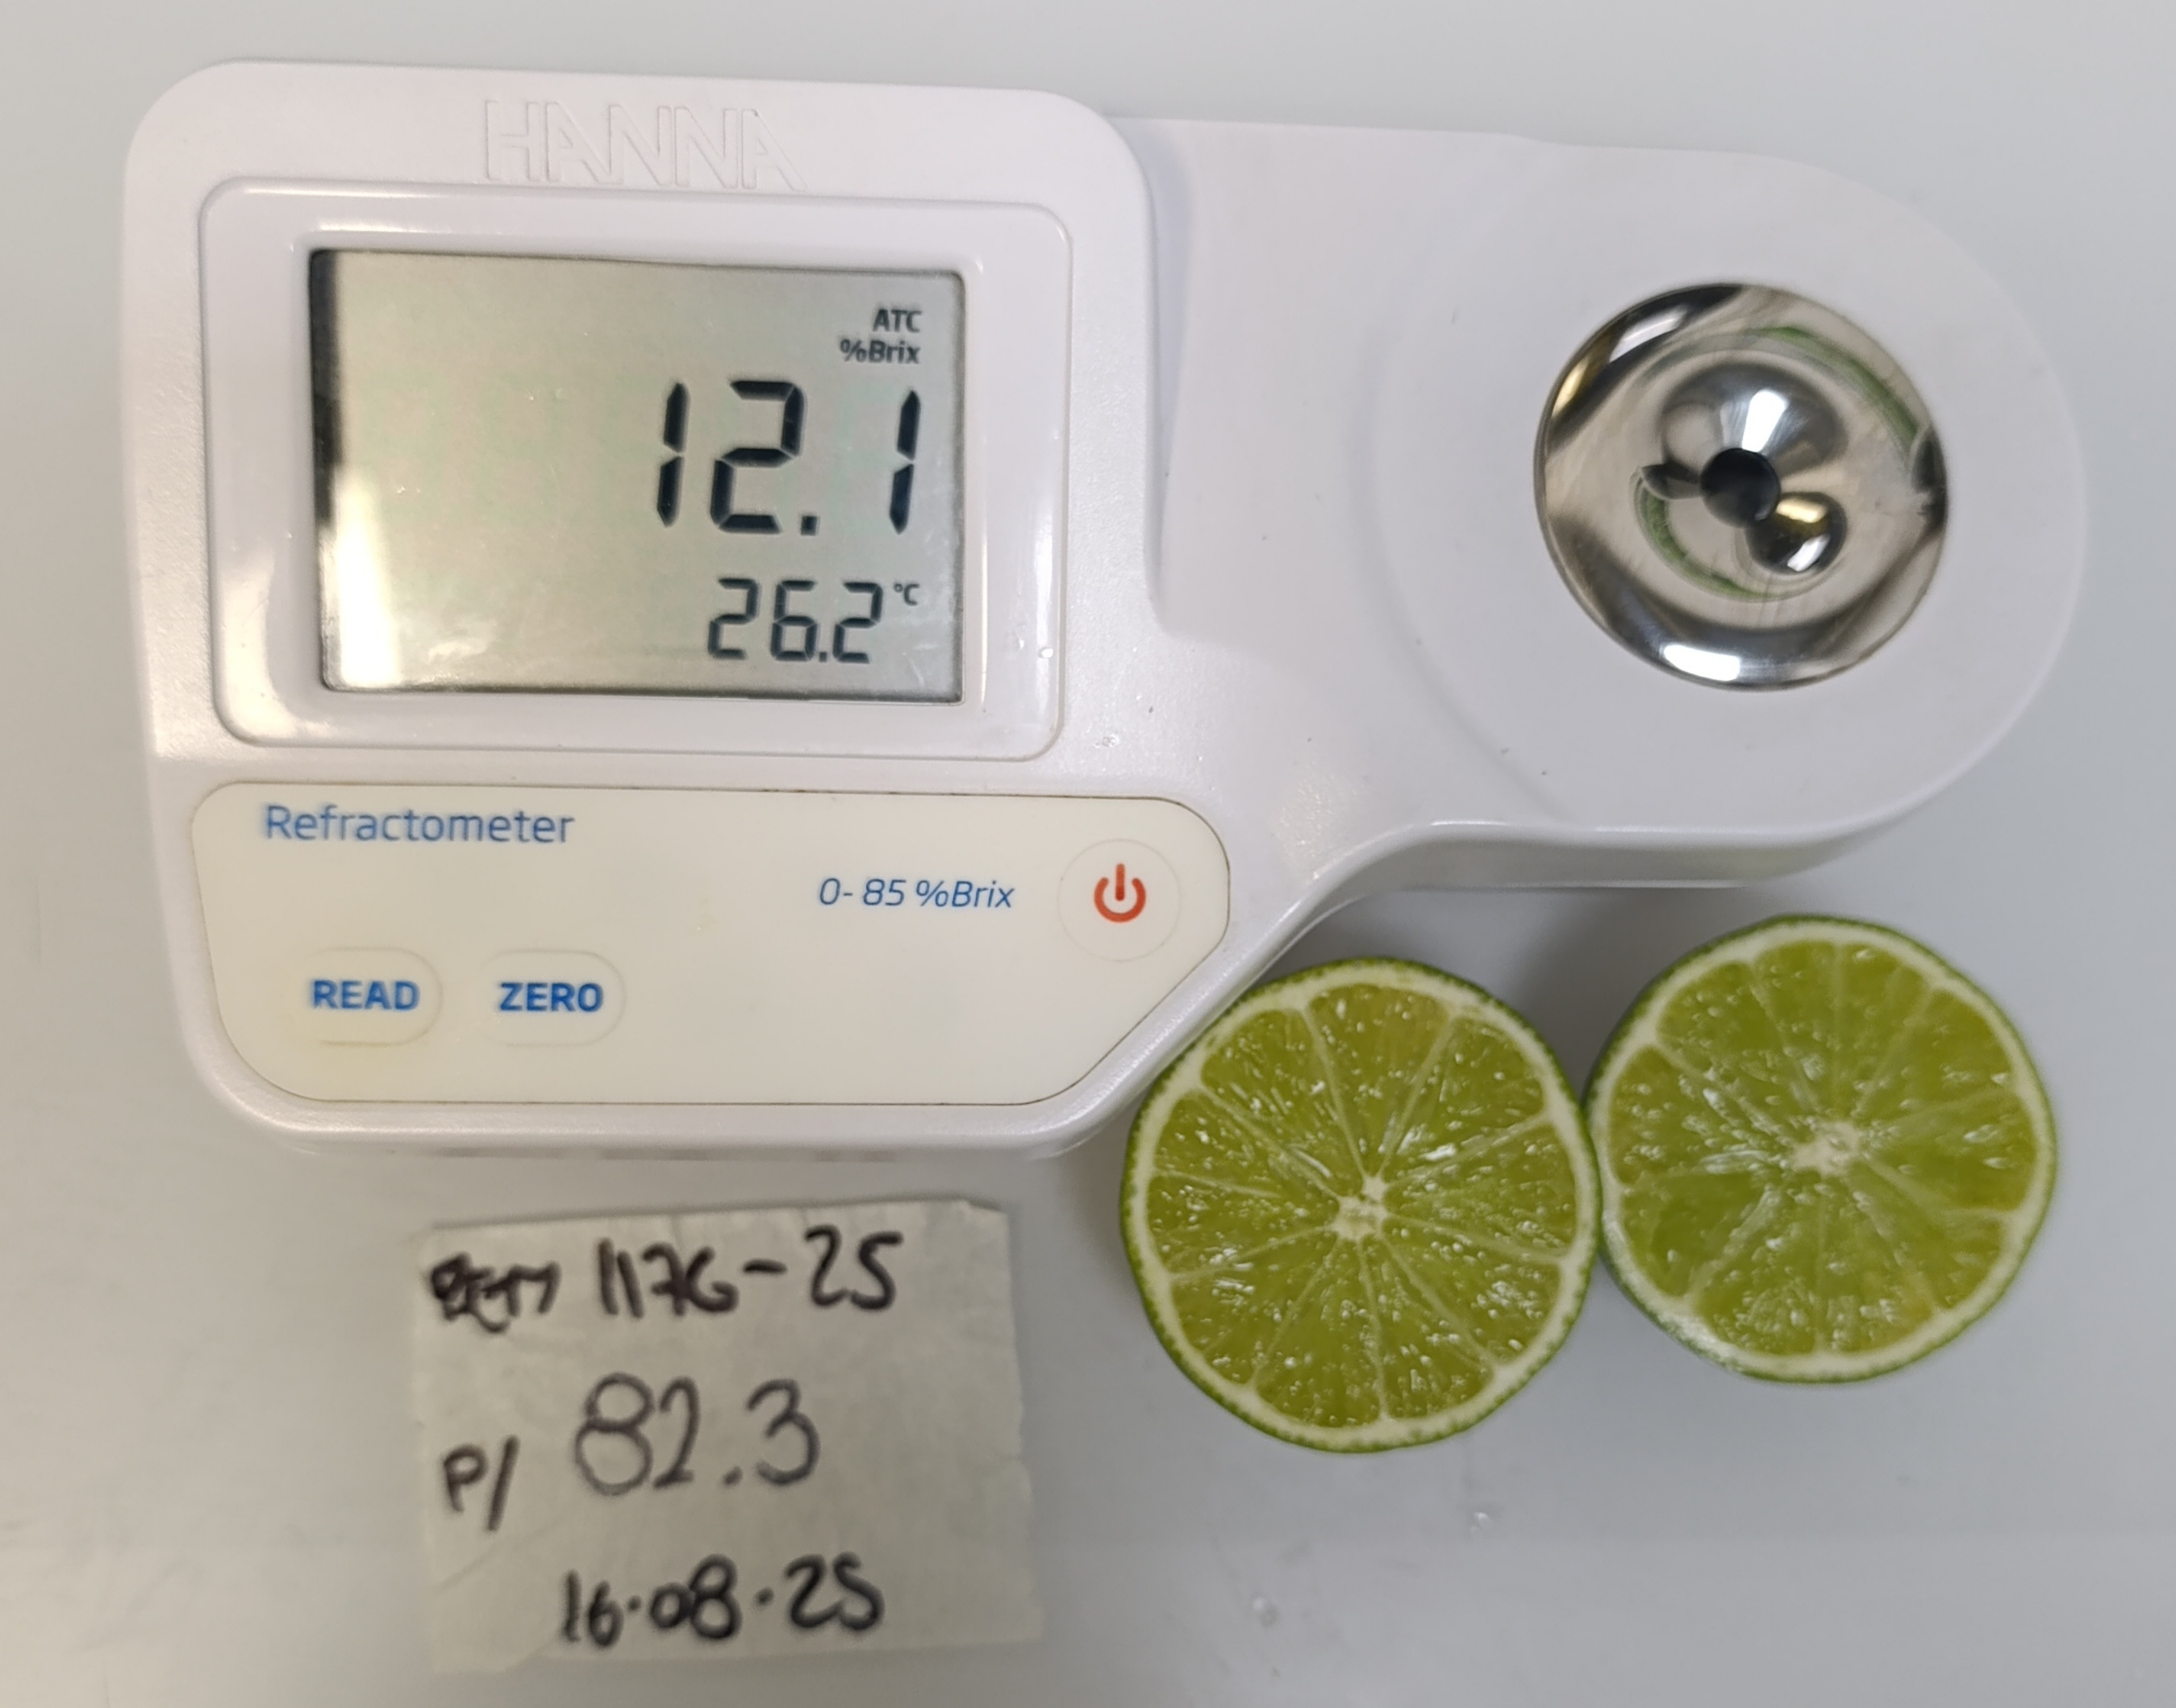 HANNA
ATC
%Brix
12.1
26.2 °C
Refractometer
0-85 %Brix
READ
ZERO
1176-25
P/ 82.3
16.08.25